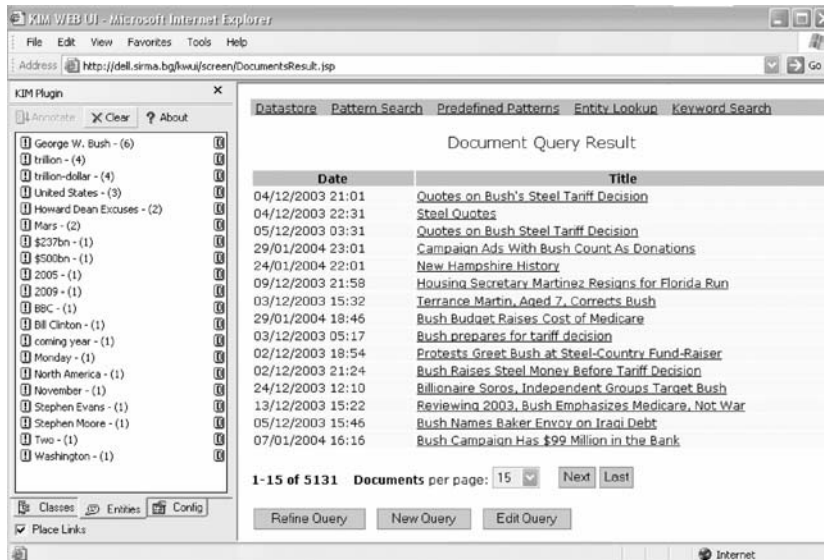 KIM WEB UI - Microsoft Internet Explorer
File Edit View Favorites Tools Help
Address http://dell.sirma.bg/kwui/screen/DocumentsResult.jsp Go
KIM Plugin
Annotate Clear ? About
George W. Bush - (6)
trillion - (4)
trillion-dollar - (4)
United States - (3)
Howard Dean Excuses - (2)
Mars - (2)
$237bn - (1)
$500bn - (1)
2005 - (1)
2009 - (1)
BBC - (1)
Bill Clinton - (1)
coming year - (1)
Monday - (1)
North America - (1)
November - (1)
Stephen Evans - (1)
Stephen Moore - (1)
Two - (1)
Washington - (1)
Classes Entities Config
Place Links
Datastore Pattern Search Predefined Patterns Entity Lookup Keyword Search
Document Query Result
Date Title
04/12/2003 21:01 Quotes on Bush's Steel Tariff Decision
04/12/2003 22:31 Steel Quotes
05/12/2003 03:31 Quotes on Bush Steel Tariff Decision
29/01/2004 23:01 Campaign Ads With Bush Count As Donations
24/01/2004 22:01 New Hampshire History
09/12/2003 21:58 Housing Secretary Martinez Resigns for Florida Run
03/12/2003 15:32 Terrance Martin, Aged 7, Corrects Bush
29/01/2004 18:46 Bush Budget Raises Cost of Medicare
03/12/2003 05:17 Bush prepares for tariff decision
02/12/2003 18:54 Protests Greet Bush at Steel-Country Fund-Raiser
02/12/2003 21:24 Bush Raises Steel Money Before Tariff Decision
24/12/2003 12:10 Billionaire Soros, Independent Groups Target Bush
13/12/2003 15:22 Reviewing 2003, Bush Emphasizes Medicare, Not War
05/12/2003 15:46 Bush Names Baker Envoy on Iraqi Debt
07/01/2004 16:16 Bush Campaign Has $99 Million in the Bank
1-15 of 5131 Documents per page: 15 Next Last
Refine Query New Query Edit Query
Internet